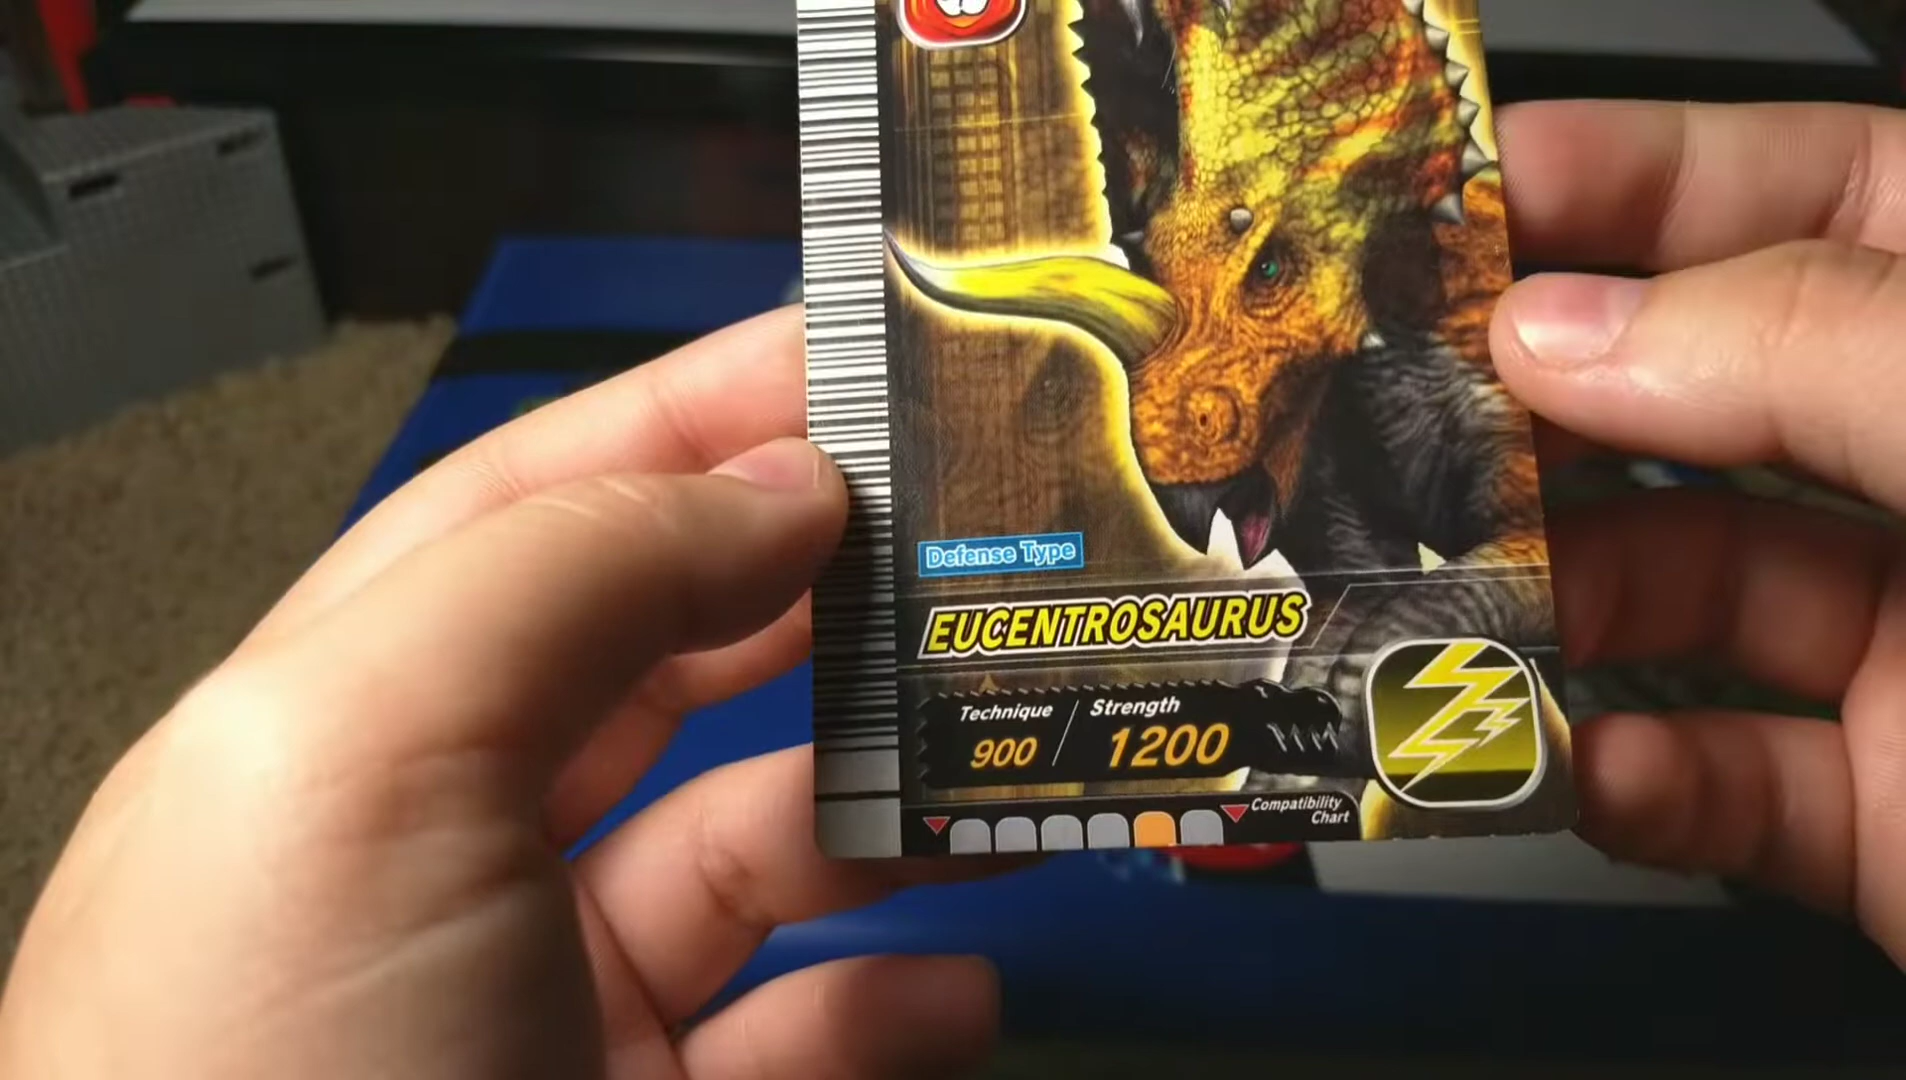 Defense Type
EUCENTROSAURUS
Technique / Strength
900 / 1200
Compatibility
Chart